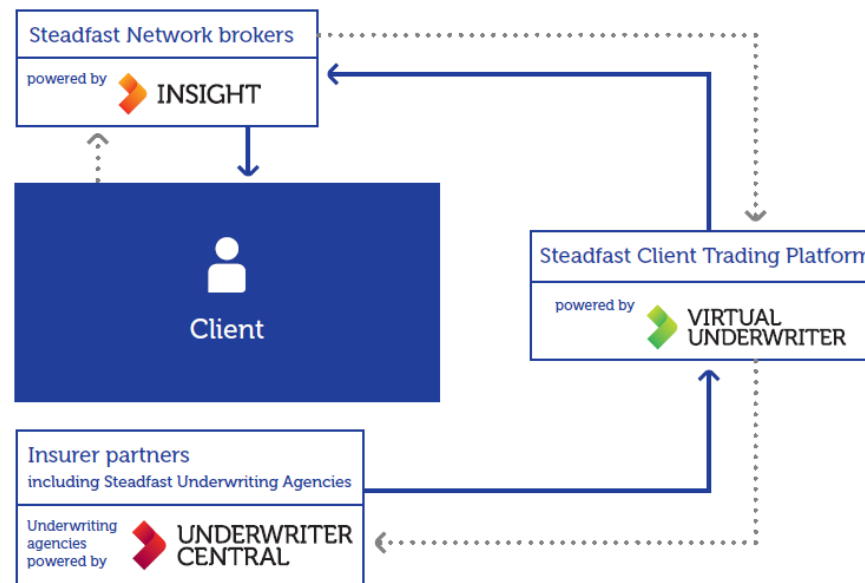 Steadfast Network brokers
powered by
INSIGHT
Client
Steadfast Client Trading Platform
powered by
VIRTUAL
UNDERWRITER
Insurer partners
including Steadfast Underwriting Agencies
Underwriting
agencies
powered by
UNDERWRITER
CENTRAL